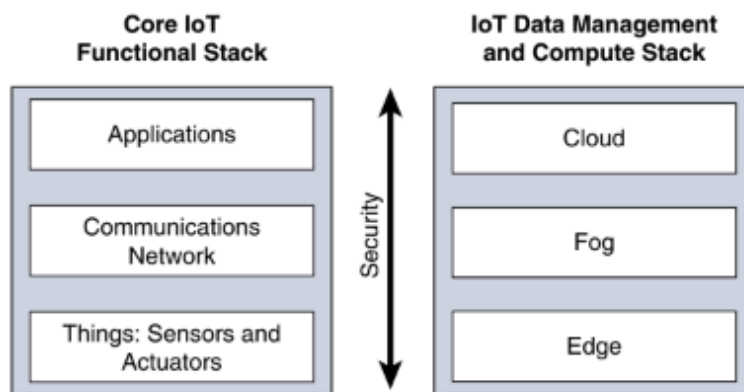 Core IoT
Functional Stack
Applications
Communications
Network
Things: Sensors and
Actuators
Security
IoT Data Management
and Compute Stack
Cloud
Fog
Edge